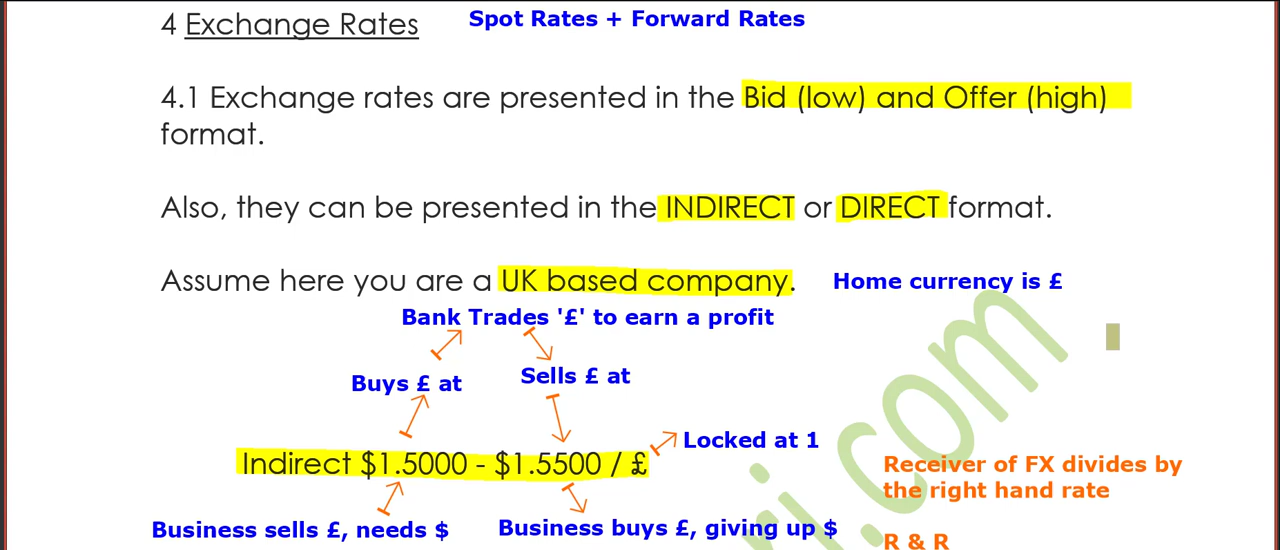 4 Exchange Rates
Spot Rates + Forward Rates
4.1 Exchange rates are presented in the Bid (low) and Offer (high)
format.
Also, they can be presented in the INDIRECT or DIRECT format.
Assume here you are a UK based company.
Home currency is £
Bank Trades '£' to earn a profit
Buys £ at
Sells £ at
Locked at 1
Indirect $1.5000 - $1.5500 / £
Receiver of FX divides by
the right hand rate
Business sells £, needs $
Business buys £, giving up $
R & R